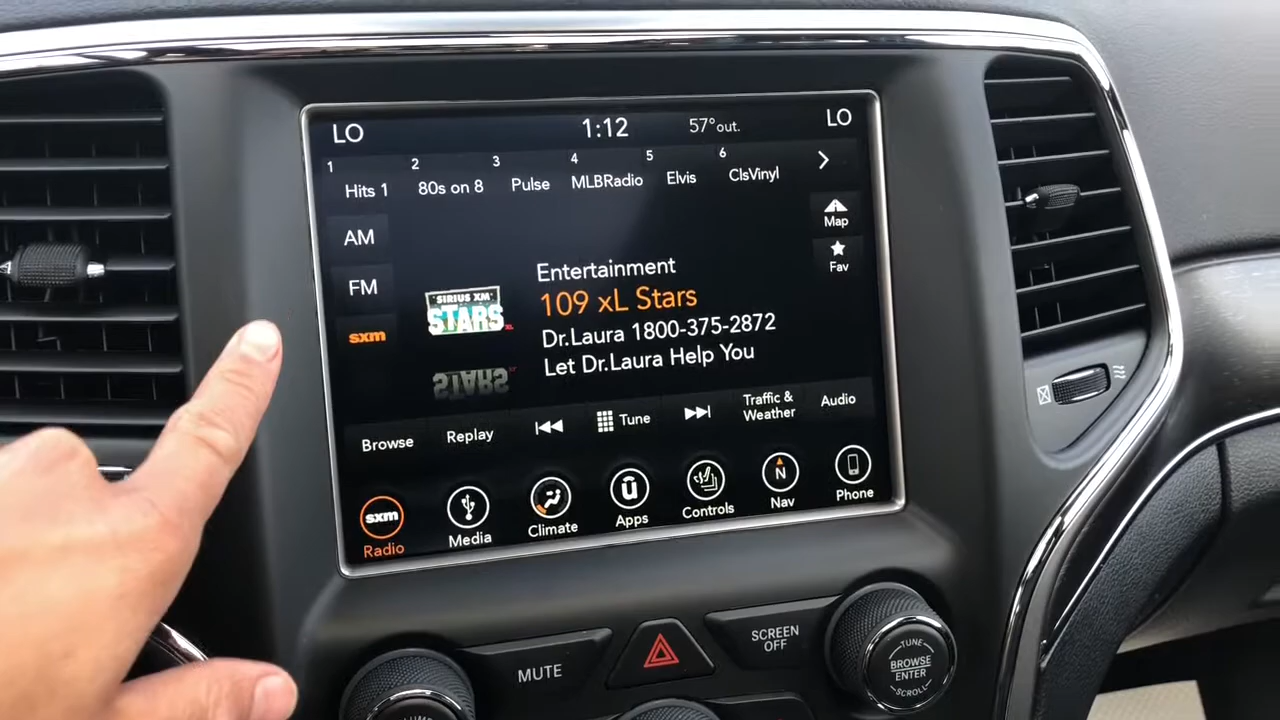 LO
1:12
57°out.
LO
1
2
3
4
5
6
Hits 1
80s on 8
Pulse
MLBRadio
Elvis
ClsVinyl
Map
Fav
AM
FM
sxm
SIRIUS XM
STARS
XL
Entertainment
109 xL Stars
Dr.Laura 1800-375-2872
Let Dr.Laura Help You
Browse
Replay
Tune
Traffic &
Weather
Audio
sxm
Radio
Media
Climate
Apps
Controls
N
Nav
Phone
MUTE
SCREEN
OFF
TUNE
BROWSE
ENTER
SCROLL